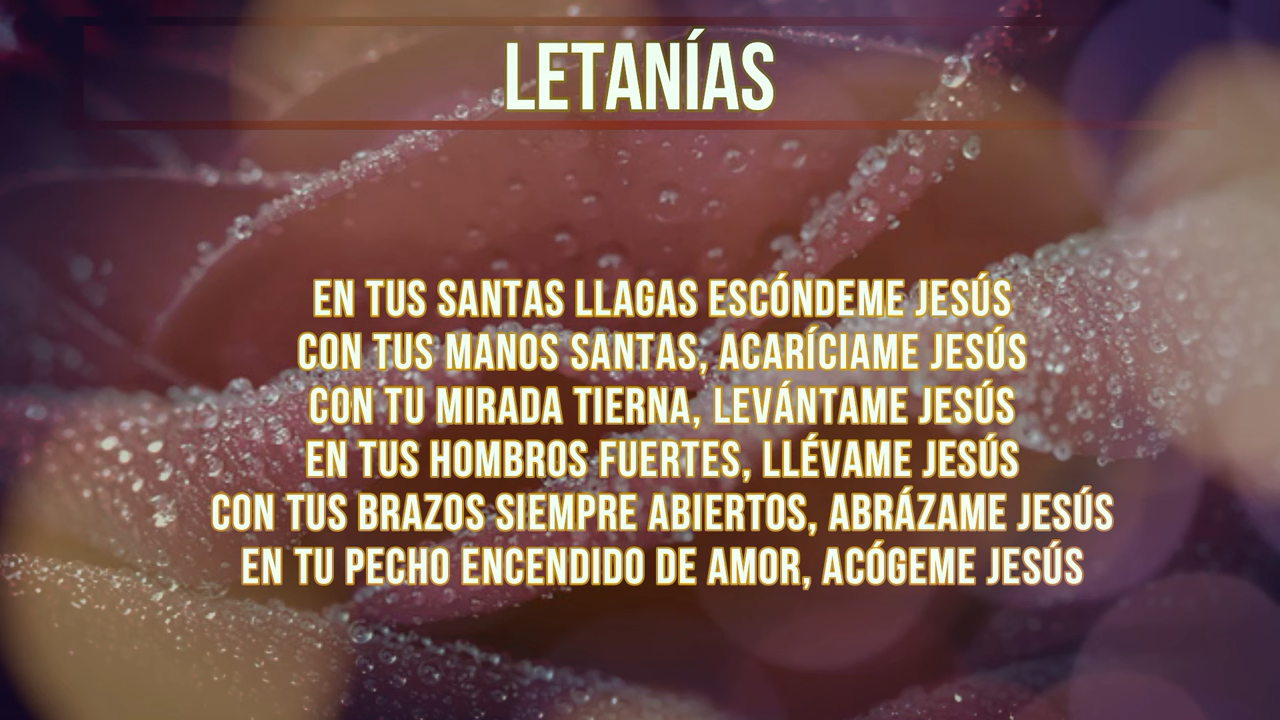 LETANÍAS
EN TUS SANTAS LLAGAS ESCÓNDEME JESÚS
CON TUS MANOS SANTAS, ACARÍCIAME JESÚS
CON TU MIRADA TIERNA, LEVÁNTAME JESÚS
EN TUS HOMBROS FUERTES, LLÉVAME JESÚS
CON TUS BRAZOS SIEMPRE ABIERTOS, ABRÁZAME JESÚS
EN TU PECHO ENCENDIDO DE AMOR, ACÓGEME JESÚS